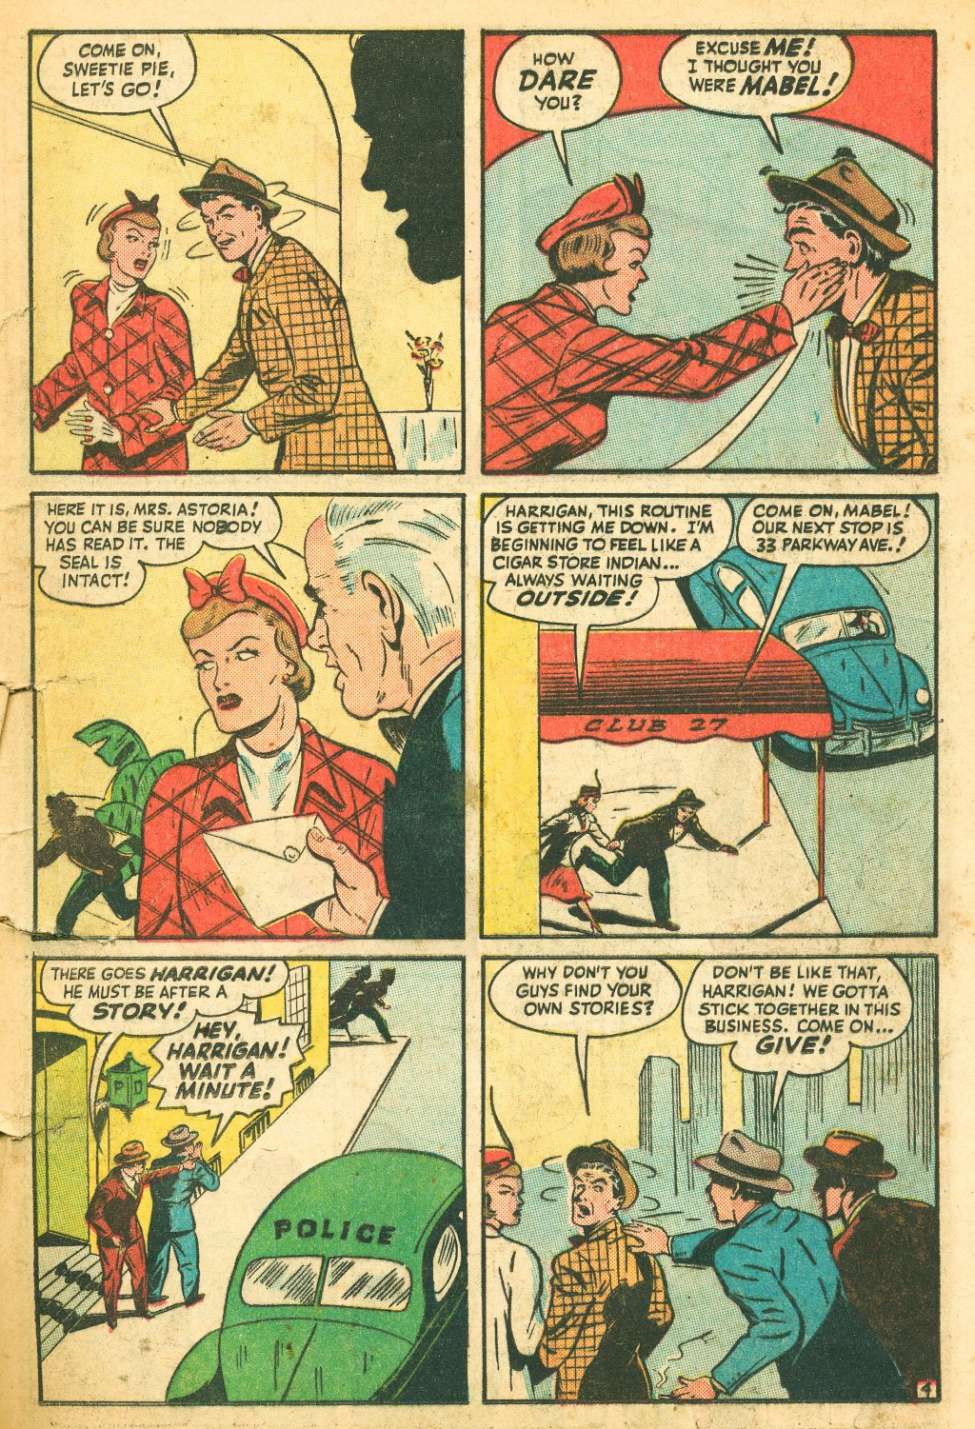 COME ON,
SWEETIE PIE,
LET'S GO!
HOW
DARE
YOU?
EXCUSE ME!
I THOUGHT YOU
WERE MABEL!
HERE IT IS, MRS. ASTORIA!
YOU CAN BE SURE NOBODY
HAS READ IT. THE
SEAL IS
INTACT!
HARRIGAN, THIS ROUTINE
IS GETTING ME DOWN. I'M
BEGINNING TO FEEL LIKE A
CIGAR STORE INDIAN...
ALWAYS WAITING
OUTSIDE!
COME ON, MABEL!
OUR NEXT STOP IS
33 PARKWAY AVE.!
CLUB 27
THERE GOES HARRIGAN!
HE MUST BE AFTER A
STORY!
HEY,
HARRIGAN!
WAIT A
MINUTE!
PD
POLICE
WHY DON'T YOU
GUYS FIND YOUR
OWN STORIES?
DON'T BE LIKE THAT,
HARRIGAN! WE GOTTA
STICK TOGETHER IN THIS
BUSINESS. COME ON...
GIVE!
4